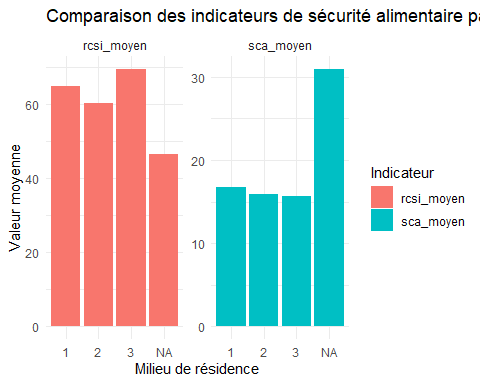 Comparaison des indicateurs de sécurité alimentaire pa
rcsi_moyen
sca_moyen
Valeur moyenne
60
40
20
0
30
20
10
0
1 2 3 NA
1 2 3 NA
Milieu de résidence
Indicateur
rcsi_moyen
sca_moyen